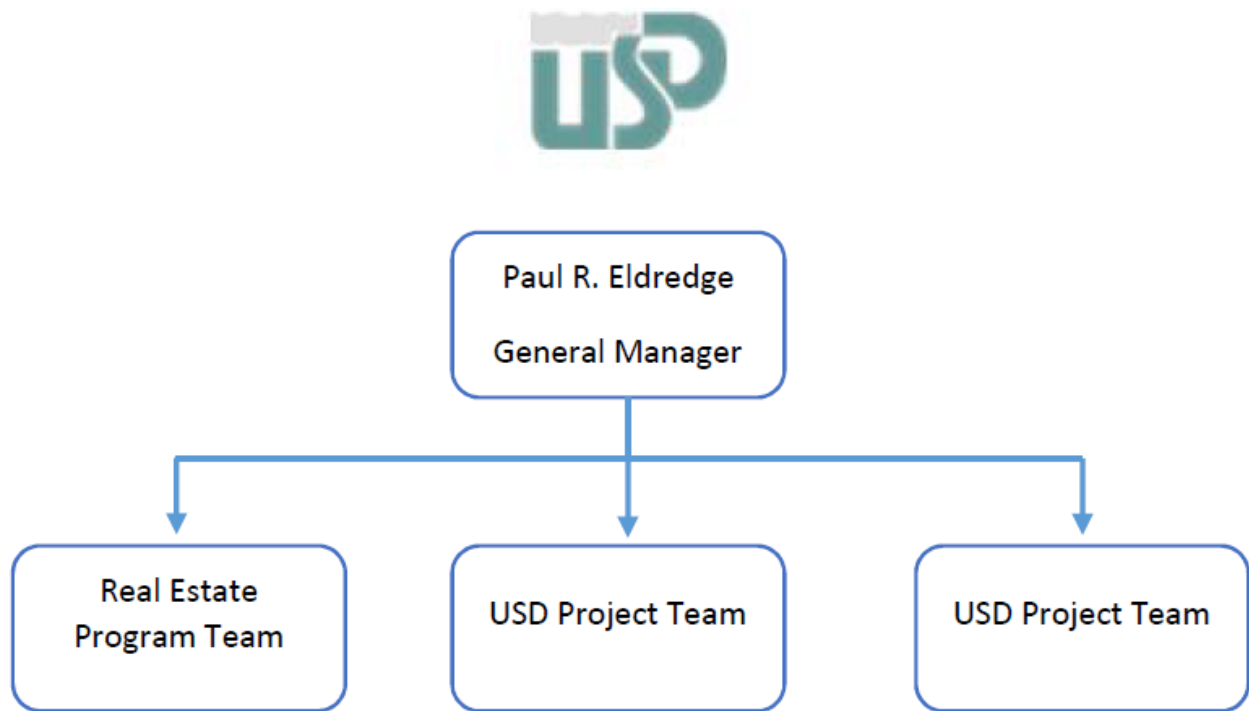 USD
Paul R. Eldredge
General Manager
Real Estate
Program Team
USD Project Team
USD Project Team